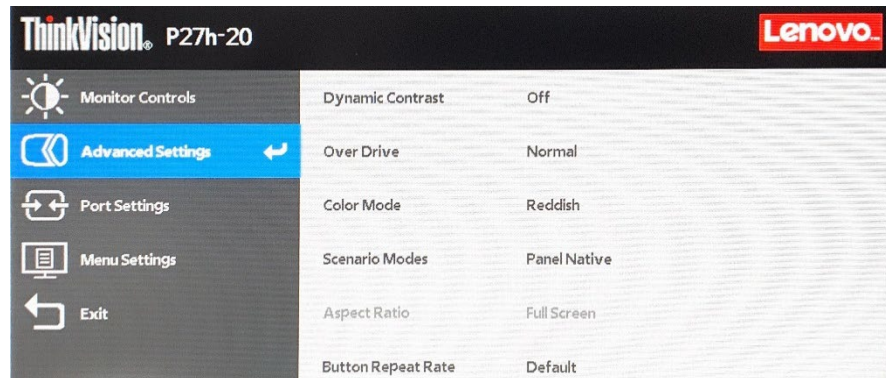 ThinkVision® P27h-20
Lenovo™
Monitor Controls
Advanced Settings
Port Settings
Menu Settings
Exit
Dynamic Contrast Off
Over Drive Normal
Color Mode Reddish
Scenario Modes Panel Native
Aspect Ratio Full Screen
Button Repeat Rate Default